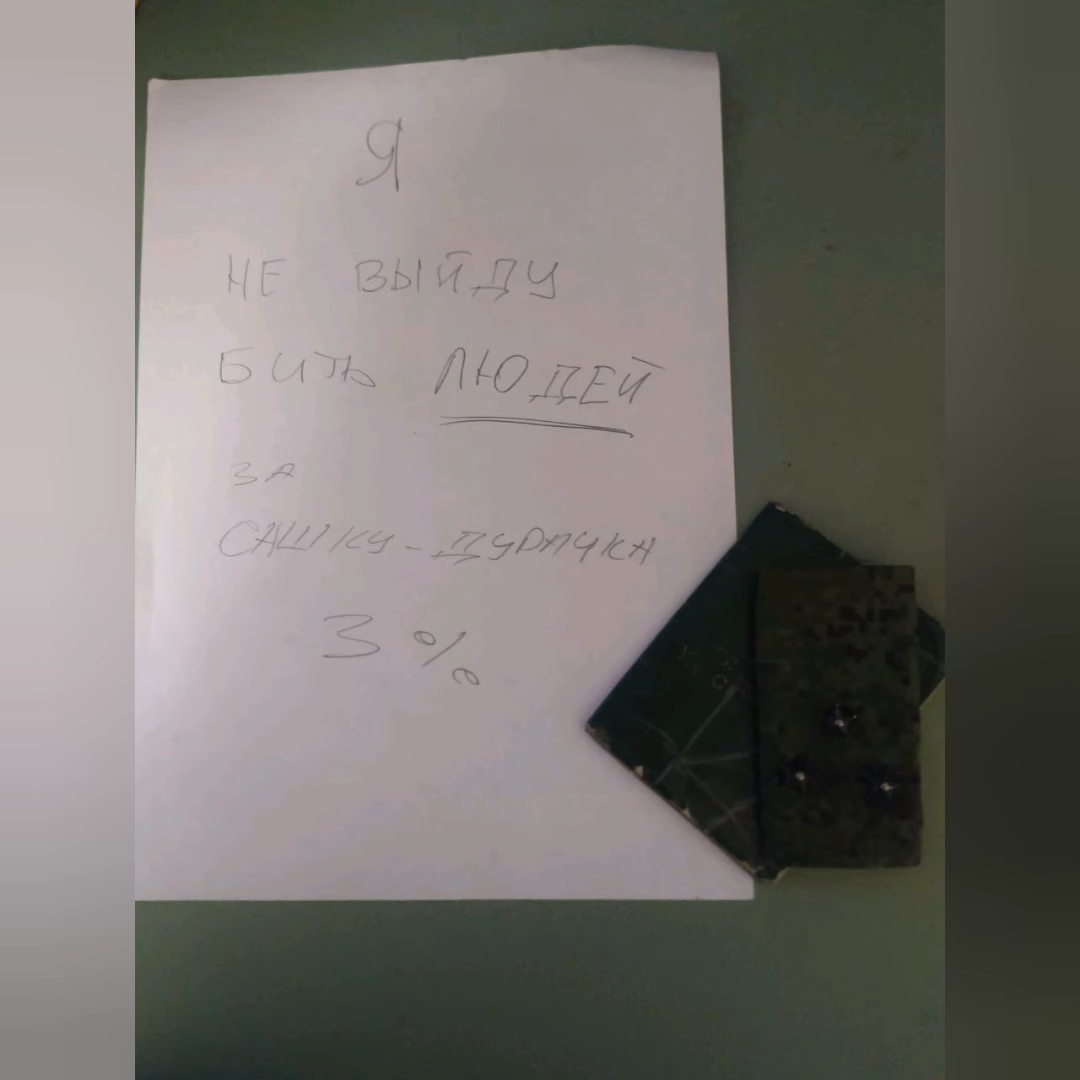 Я
НЕ ВЫЙДУ
БИТЬ ЛЮДЕЙ
ЗА
САШКУ-ДУРАЧКА
3%